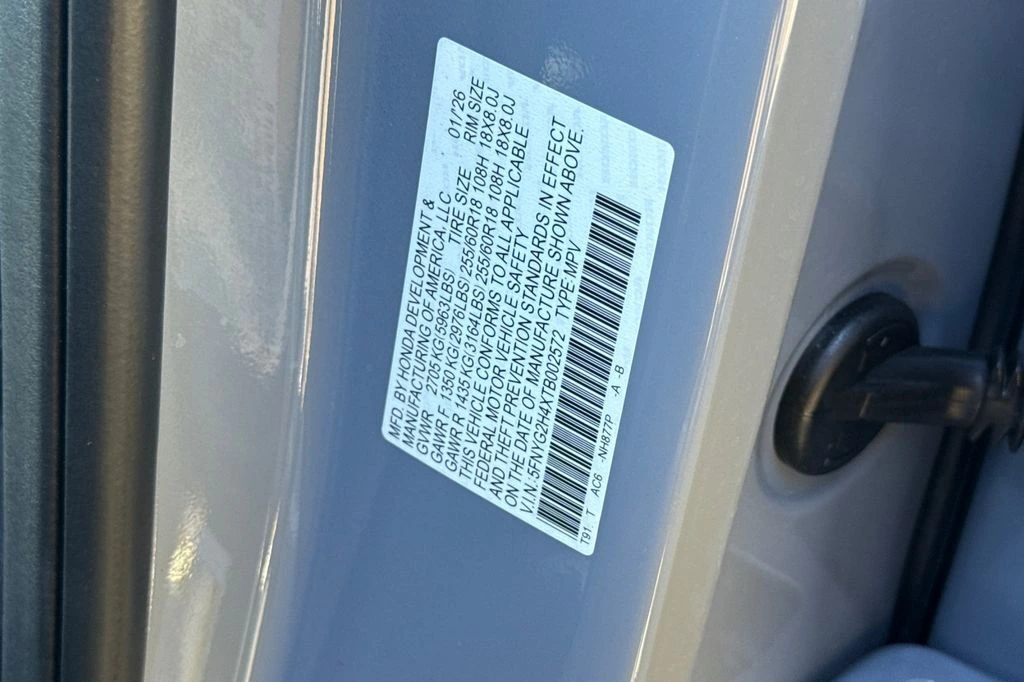 MFD. BY HONDA DEVELOPMENT &
MANUFACTURING OF AMERICA, LLC 01/'26
GVWR 2705 KG(5963LBS) TIRE SIZE RIM SIZE
GAWR F 1350 KG(2976LBS) 255/60R18 108H 18X8.0J
GAWR R 1435 KG(3164LBS) 255/60R18 108H 18X8.0J
THIS VEHICLE CONFORMS TO ALL APPLICABLE
FEDERAL MOTOR VEHICLE SAFETY
AND THEFT PREVENTION STANDARDS IN EFFECT
ON THE DATE OF MANUFACTURE SHOWN ABOVE.
V.I.N.:5FNYG2H4XTB002572 TYPE:MPV
T91: T AC6 NH877P -A -B